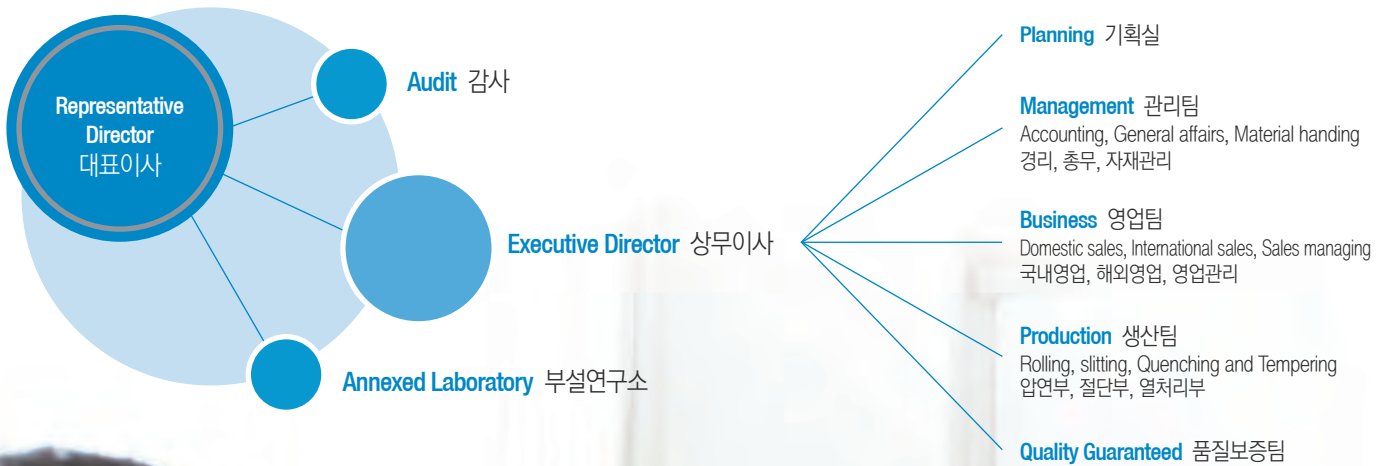 Representative
Director
대표이사
Audit 감사
Executive Director 상무이사
Annexed Laboratory 부설연구소
Planning 기획실
Management 관리팀
Accounting, General affairs, Material handing
경리, 총무, 자재관리
Business 영업팀
Domestic sales, International sales, Sales managing
국내영업, 해외영업, 영업관리
Production 생산팀
Rolling, slitting, Quenching and Tempering
압연부, 절단부, 열처리부
Quality Guaranteed 품질보증팀